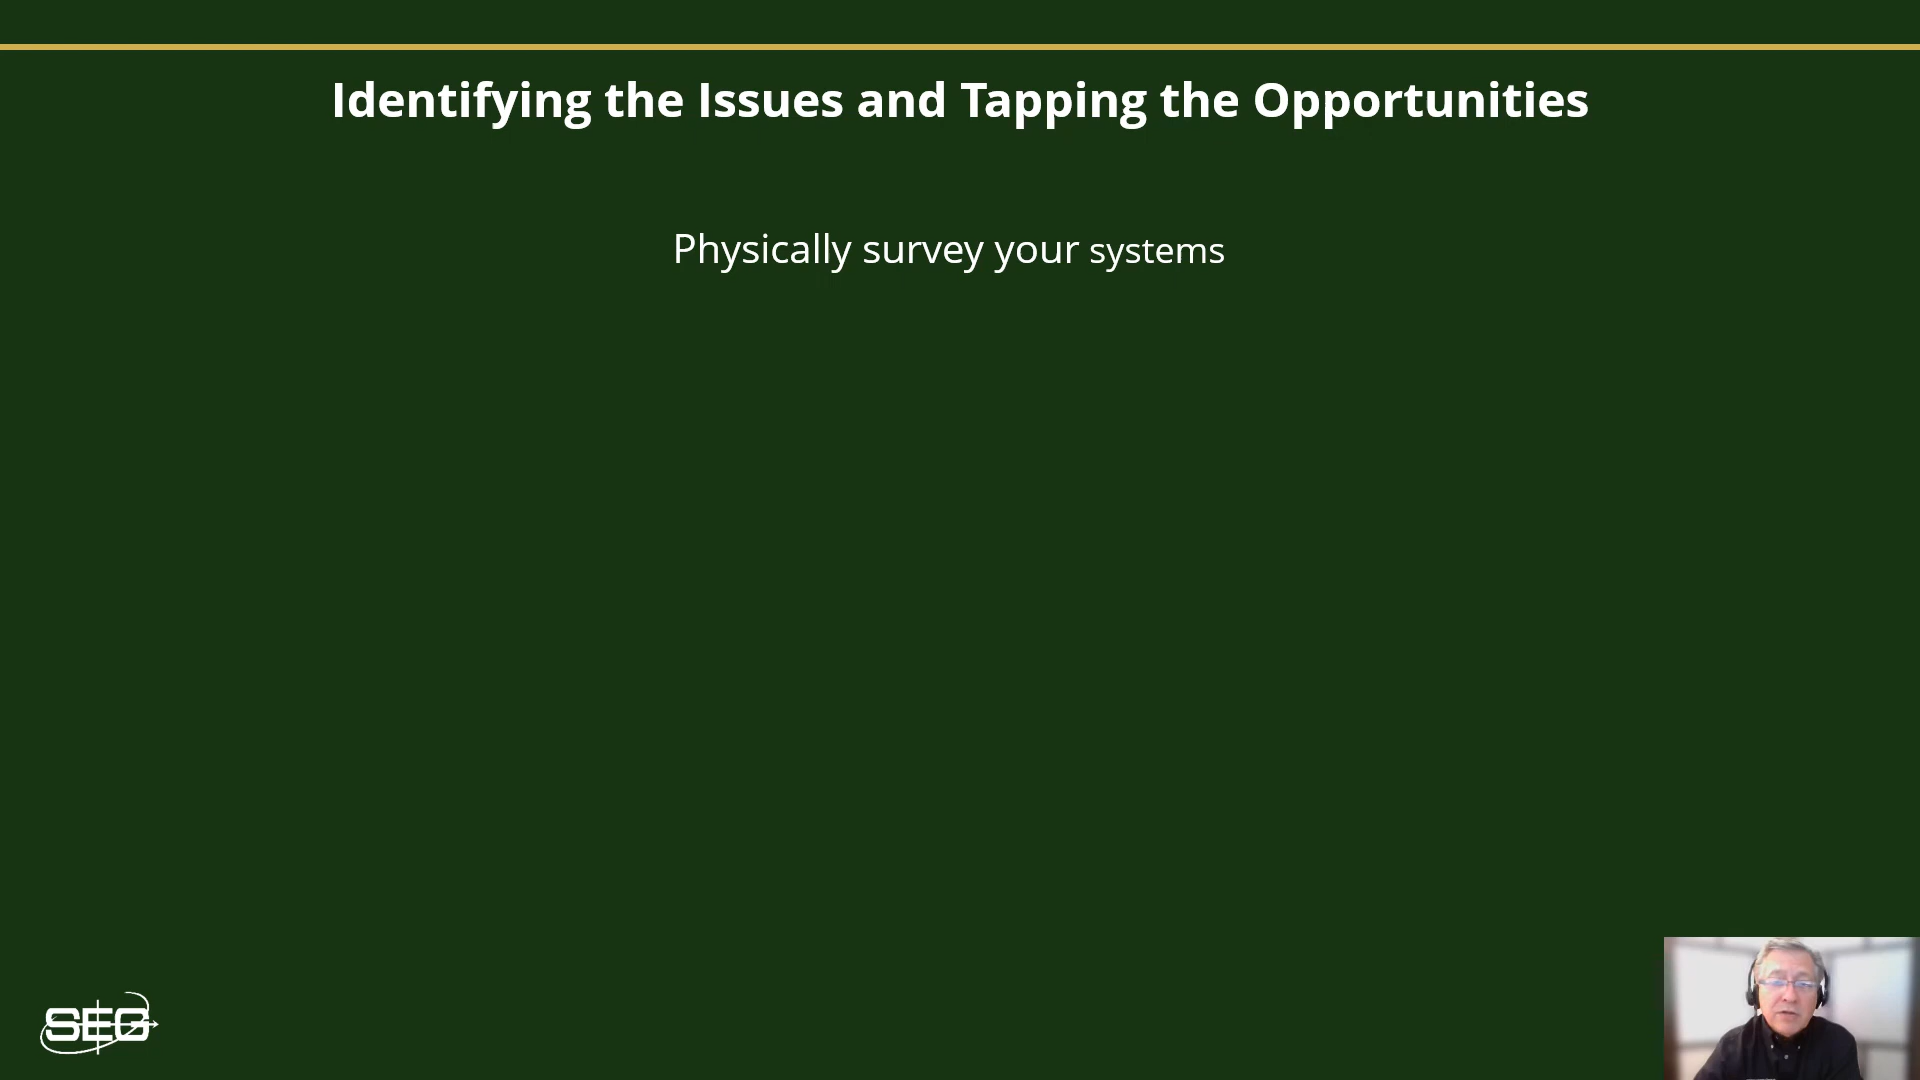 Identifying the Issues and Tapping the Opportunities
Physically survey your systems
SEG